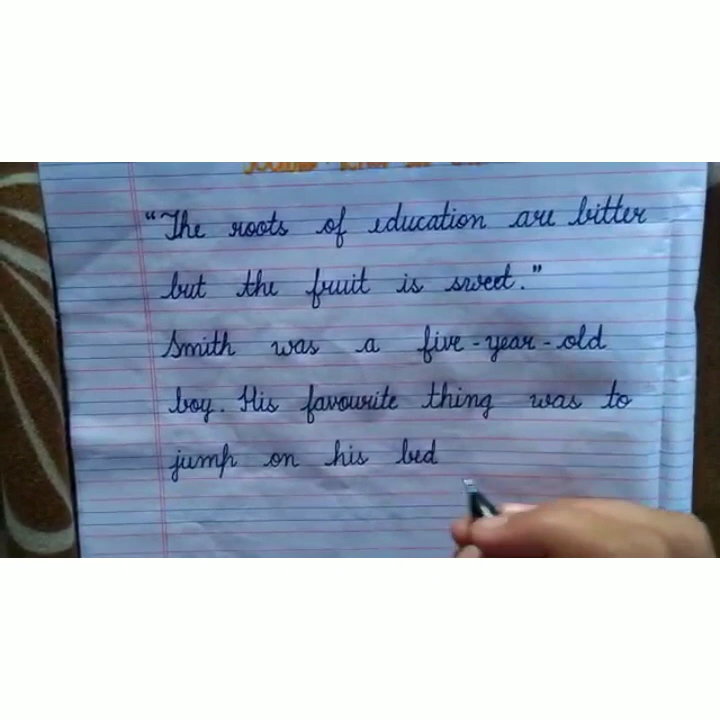 "The roots of education are bitter
but the fruit is sweet."
Smith was a five-year-old
boy. His favourite thing was to
jump on his bed